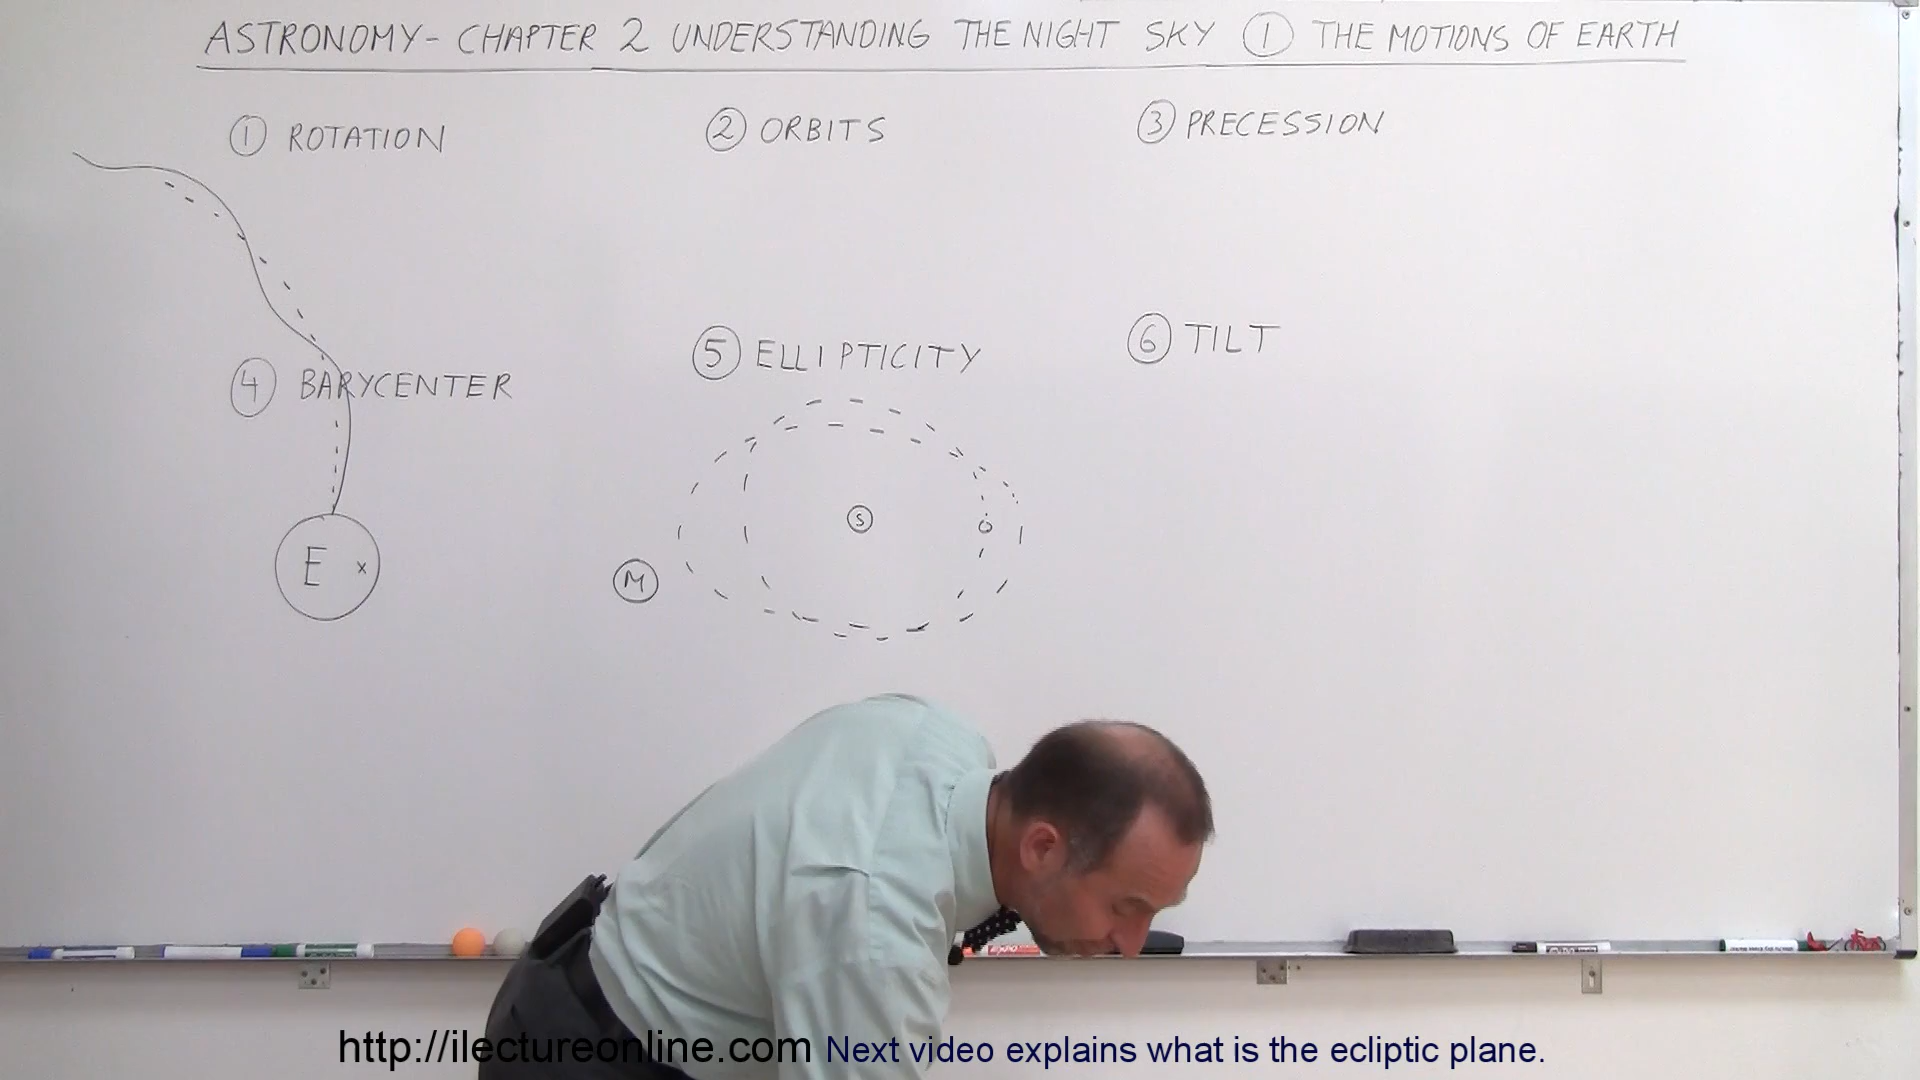 ASTRONOMY - CHAPTER 2 UNDERSTANDING THE NIGHT SKY ① THE MOTIONS OF EARTH
① ROTATION
② ORBITS
③ PRECESSION
④ BARYCENTER
⑤ ELLIPTICITY
⑥ TILT
S
E x
M
http://ilectureonline.com Next video explains what is the ecliptic plane.